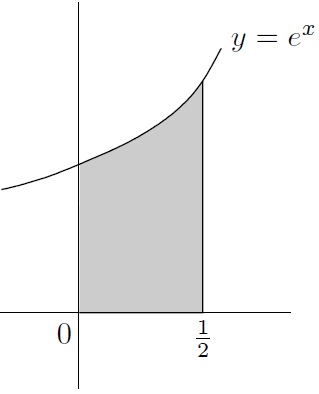 y = e^x
0
1/2